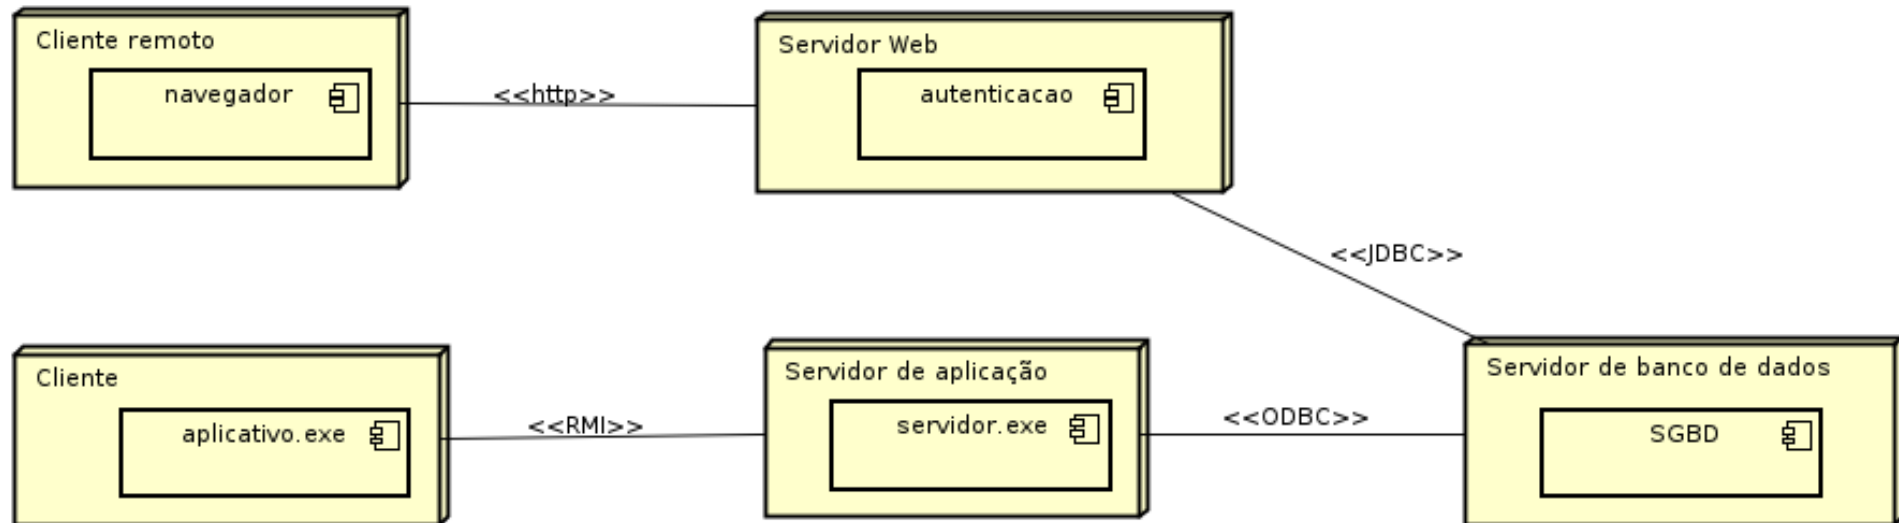 Cliente remoto
navegador
<<http>>
Servidor Web
autenticacao
<<JDBC>>
Cliente
aplicativo.exe
<<RMI>>
Servidor de aplicação
servidor.exe
<<ODBC>>
Servidor de banco de dados
SGBD